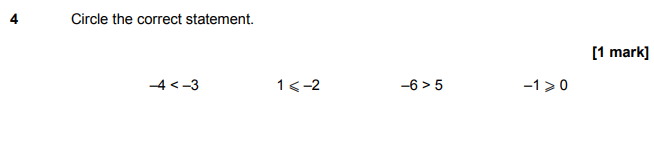 4 Circle the correct statement.
[1 mark]
–4 < –3 1 ⩽ –2 –6 > 5 –1 ⩾ 0